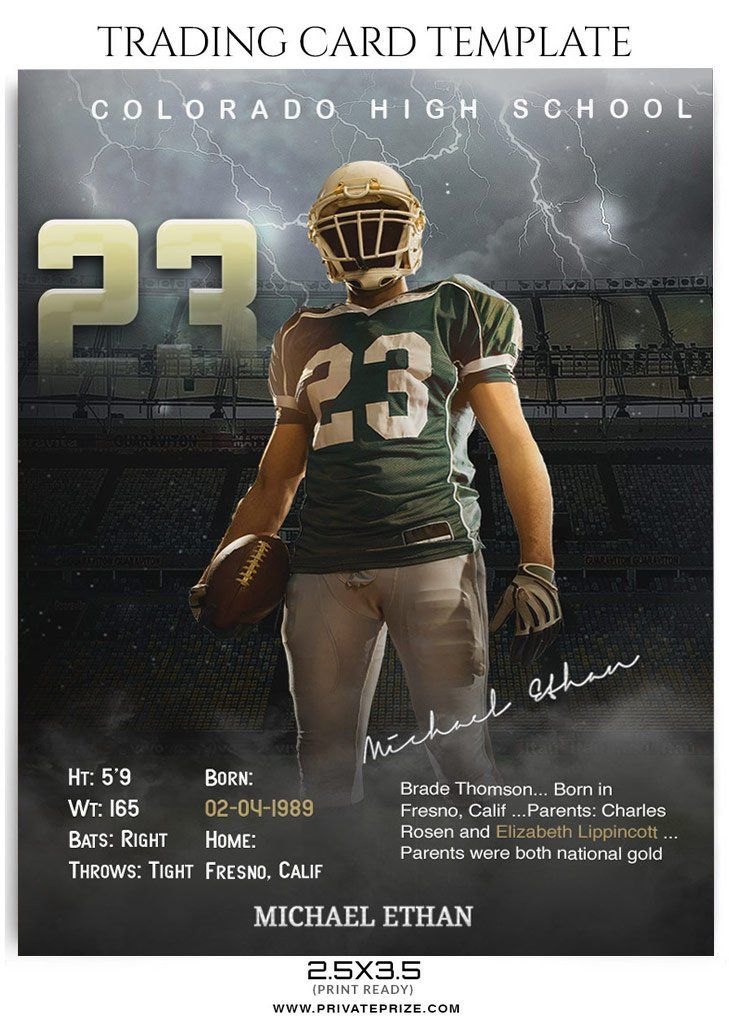 TRADING CARD TEMPLATE
COLORADO HIGH SCHOOL
23
23
GUARAVITON
Michael Ethan
HT: 5'9
WT: 165
BATS: RIGHT
THROWS: TIGHT
BORN:
02-04-1989
HOME:
FRESNO, CALIF
Brade Thomson... Born in
Fresno, Calif ...Parents: Charles
Rosen and Elizabeth Lippincott ...
Parents were both national gold
MICHAEL ETHAN
2.5X3.5
(PRINT READY)
WWW.PRIVATEPRIZE.COM